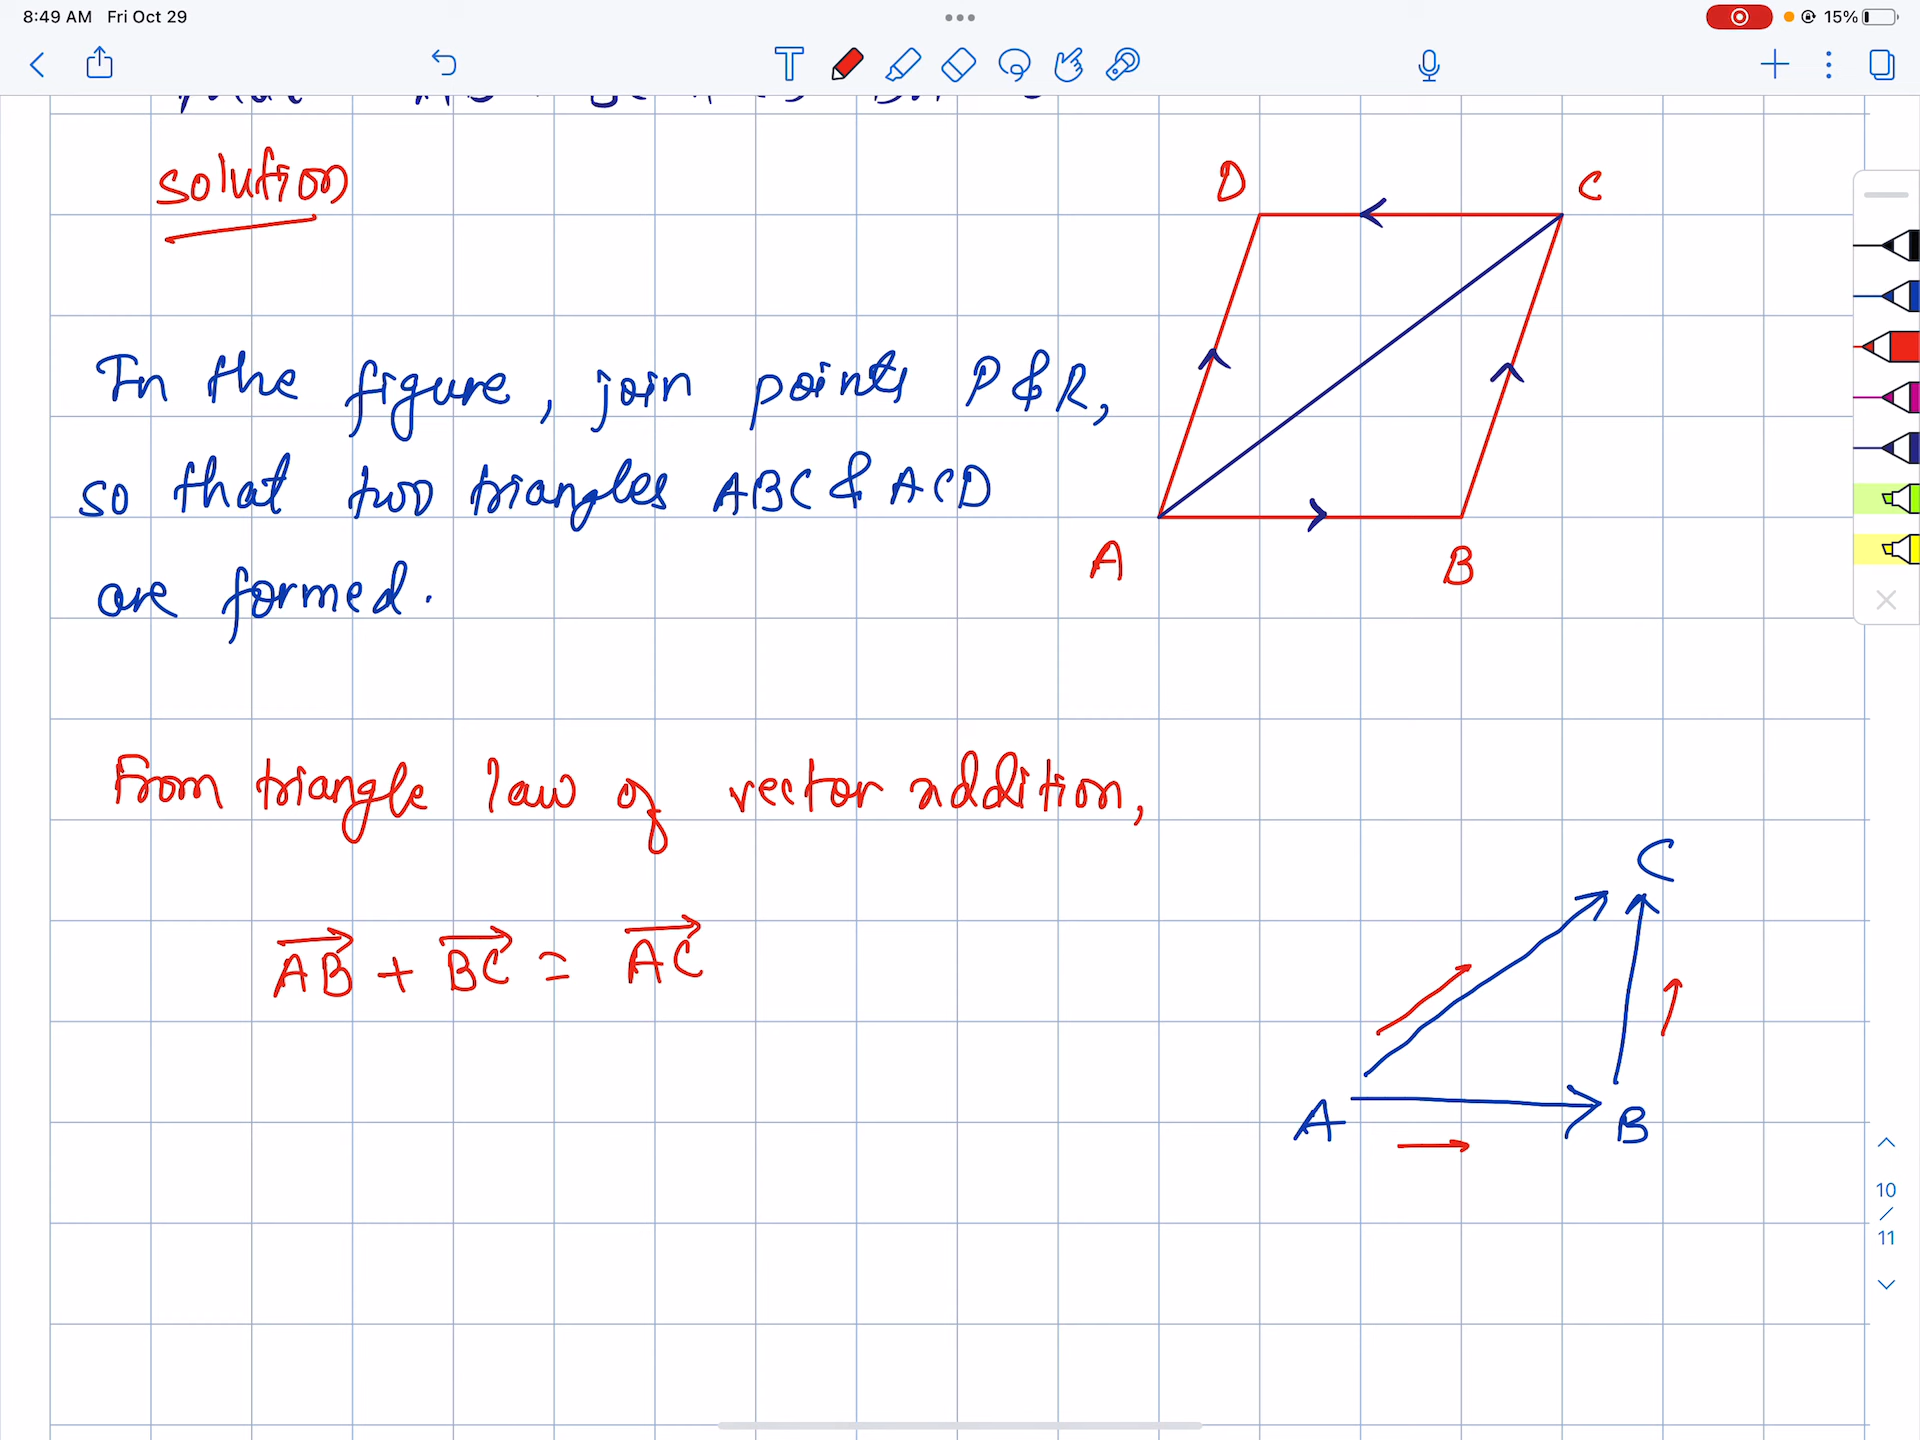 8:49 AM Fri Oct 29
15%
T
solution
D
C
In the figure, join points P & R,
so that two triangles ABC & ACD
A
B
are formed.
From triangle law of vector addition,
C
AB + BC = AC
A
B
10
/
11